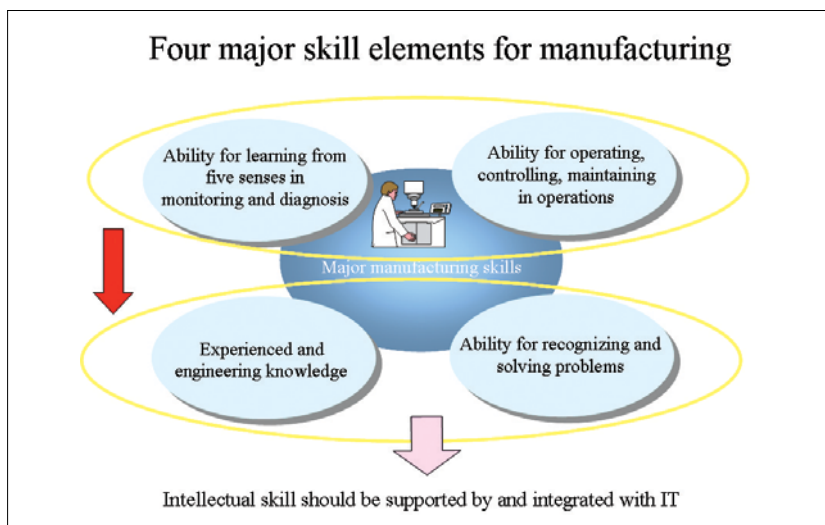 Four major skill elements for manufacturing
Ability for learning from
five senses in
monitoring and diagnosis
Ability for operating,
controlling, maintaining
in operations
Major manufacturing skills
Experienced and
engineering knowledge
Ability for recognizing and
solving problems
Intellectual skill should be supported by and integrated with IT